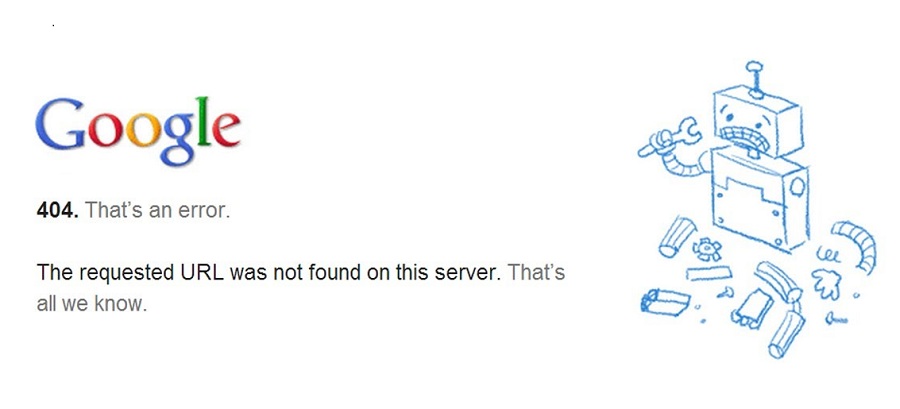 Google
404. That's an error.
The requested URL was not found on this server. That's
all we know.